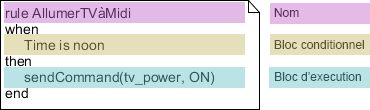 rule AllumerTVàMidi
Nom
when
Time is noon
Bloc conditionnel
then
sendCommand(tv_power, ON)
Bloc d'execution
end